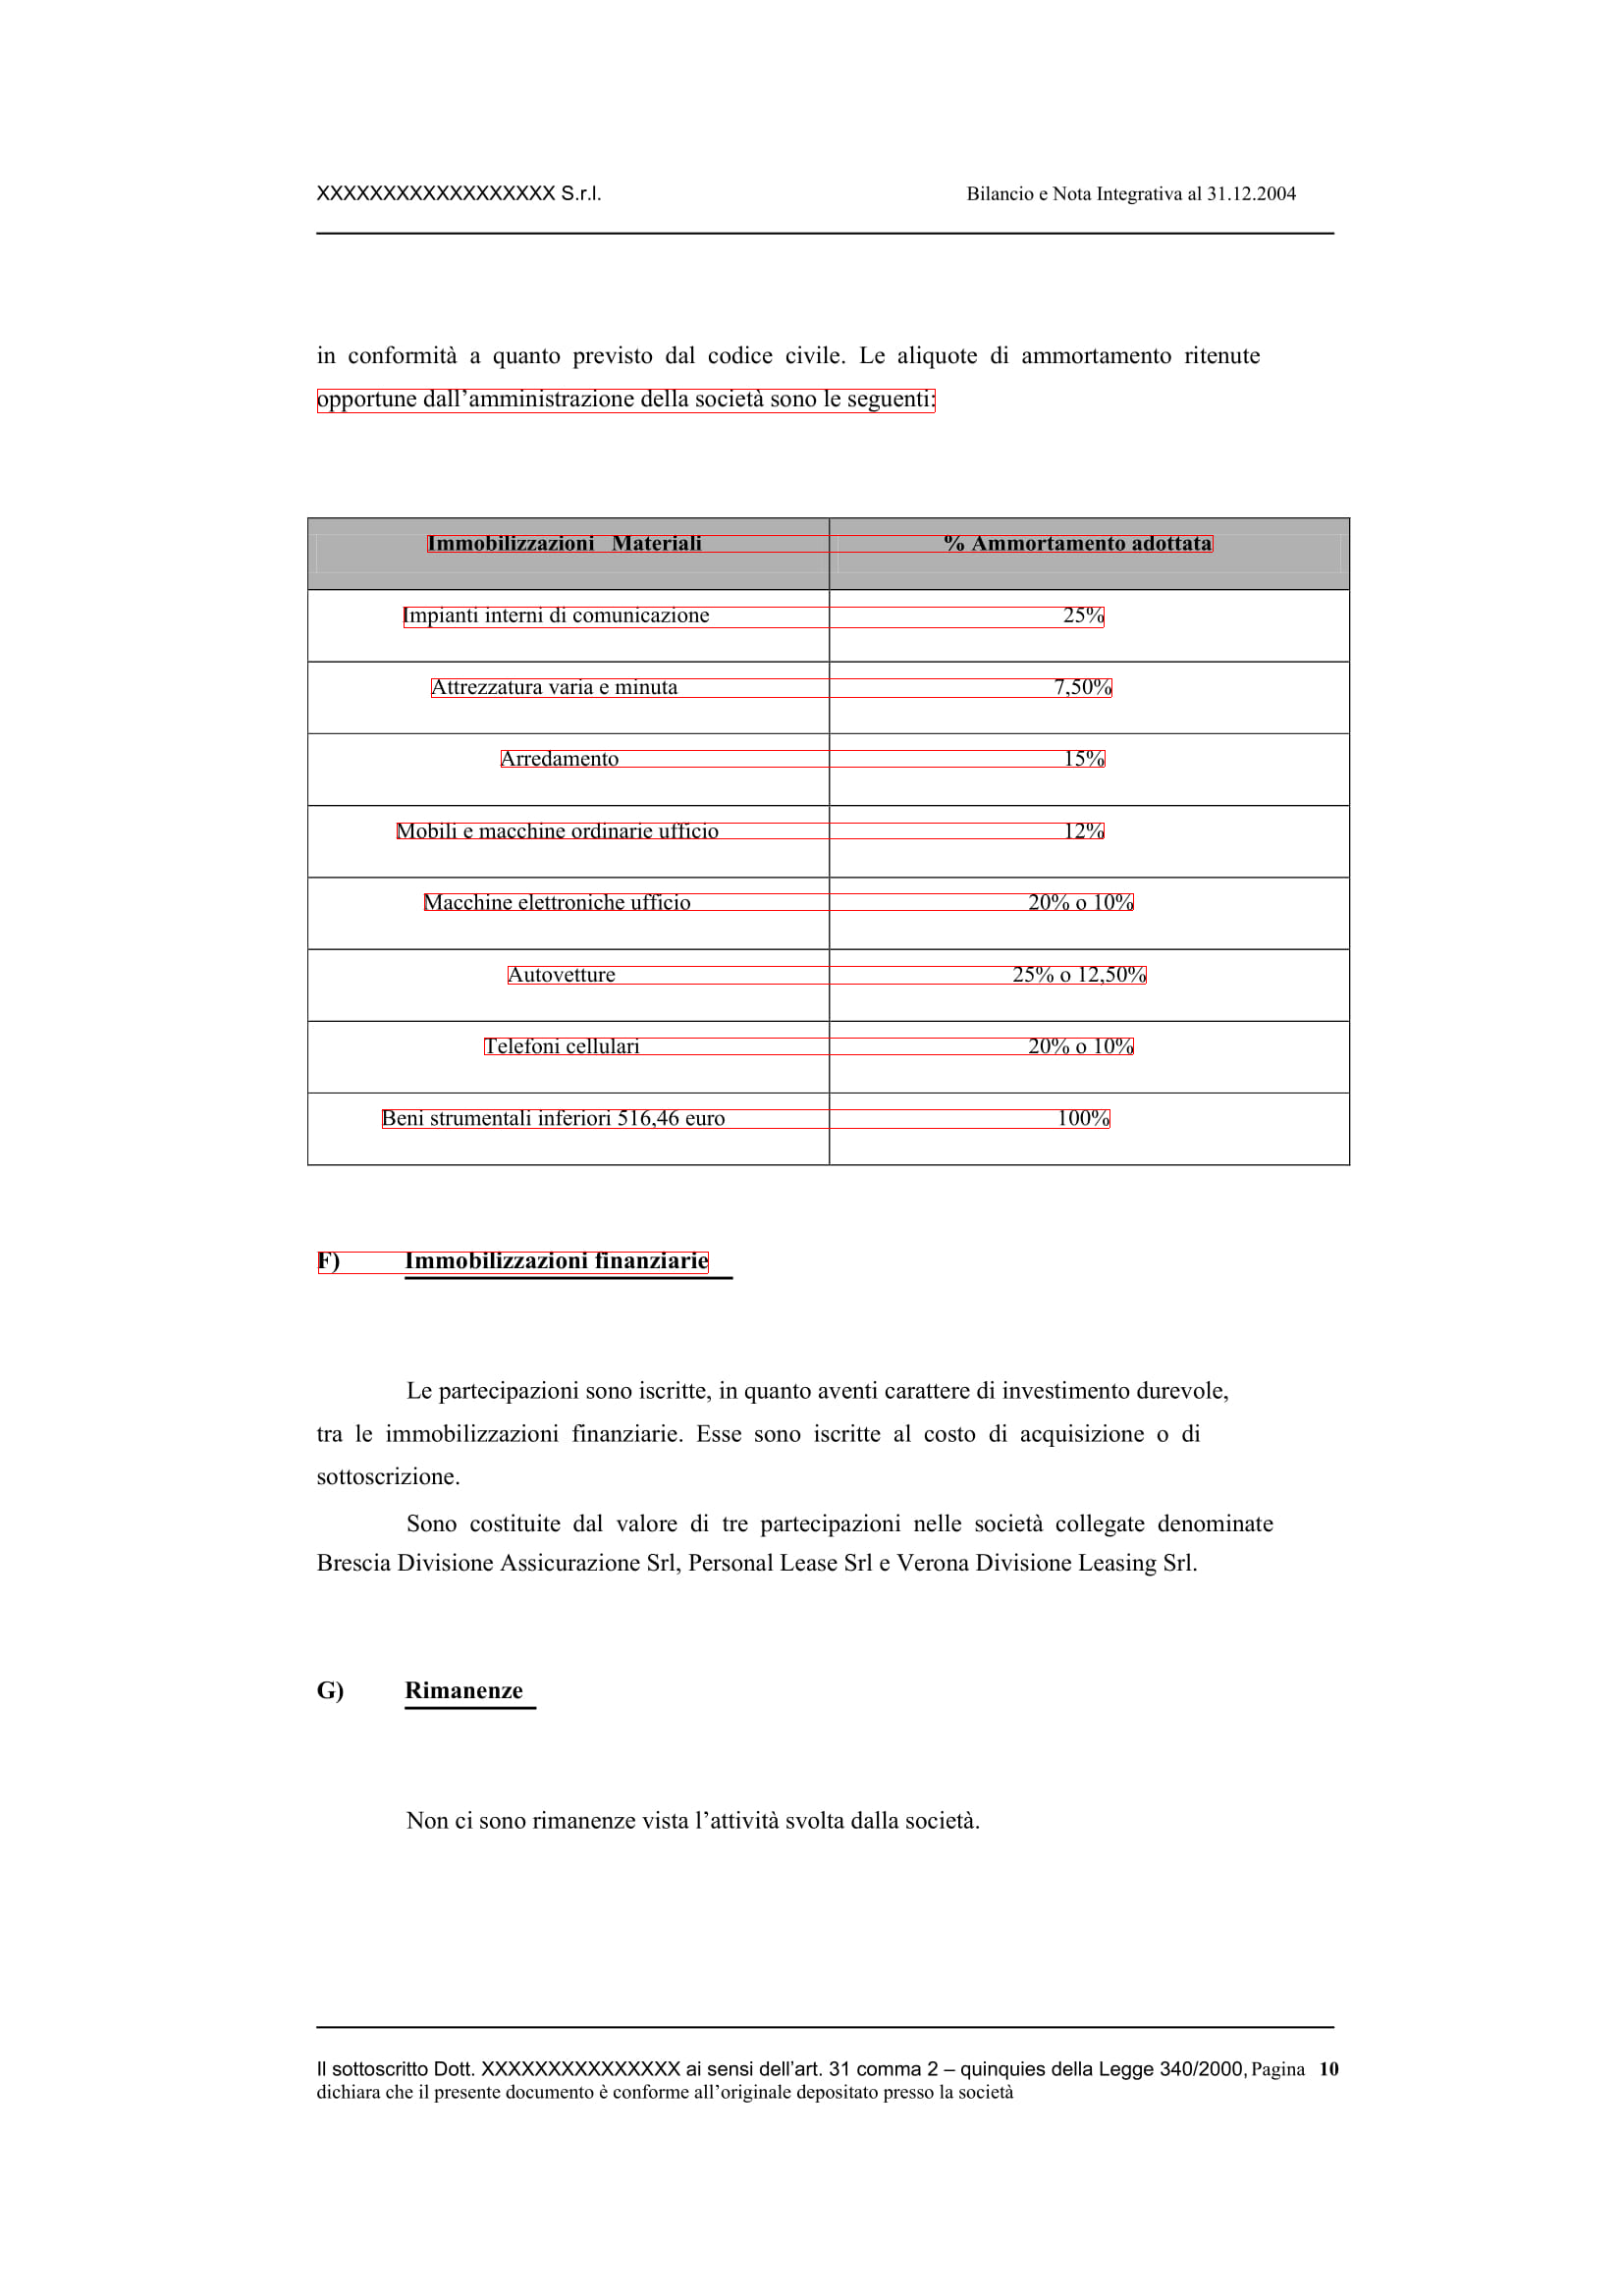 XXXXXXXXXXXXXXXXXX S.r.l. Bilancio e Nota Integrativa al 31.12.2004
in conformità a quanto previsto dal codice civile. Le aliquote di ammortamento ritenute
opportune dall’amministrazione della società sono le seguenti:
Immobilizzazioni Materiali % Ammortamento adottata
Impianti interni di comunicazione 25%
Attrezzatura varia e minuta 7,50%
Arredamento 15%
Mobili e macchine ordinarie ufficio 12%
Macchine elettroniche ufficio 20% o 10%
Autovetture 25% o 12,50%
Telefoni cellulari 20% o 10%
Beni strumentali inferiori 516,46 euro 100%
F) Immobilizzazioni finanziarie
Le partecipazioni sono iscritte, in quanto aventi carattere di investimento durevole,
tra le immobilizzazioni finanziarie. Esse sono iscritte al costo di acquisizione o di
sottoscrizione.
Sono costituite dal valore di tre partecipazioni nelle società collegate denominate
Brescia Divisione Assicurazione Srl, Personal Lease Srl e Verona Divisione Leasing Srl.
G) Rimanenze
Non ci sono rimanenze vista l’attività svolta dalla società.
Il sottoscritto Dott. XXXXXXXXXXXXXXX ai sensi dell’art. 31 comma 2 – quinquies della Legge 340/2000, Pagina 10
dichiara che il presente documento è conforme all’originale depositato presso la società